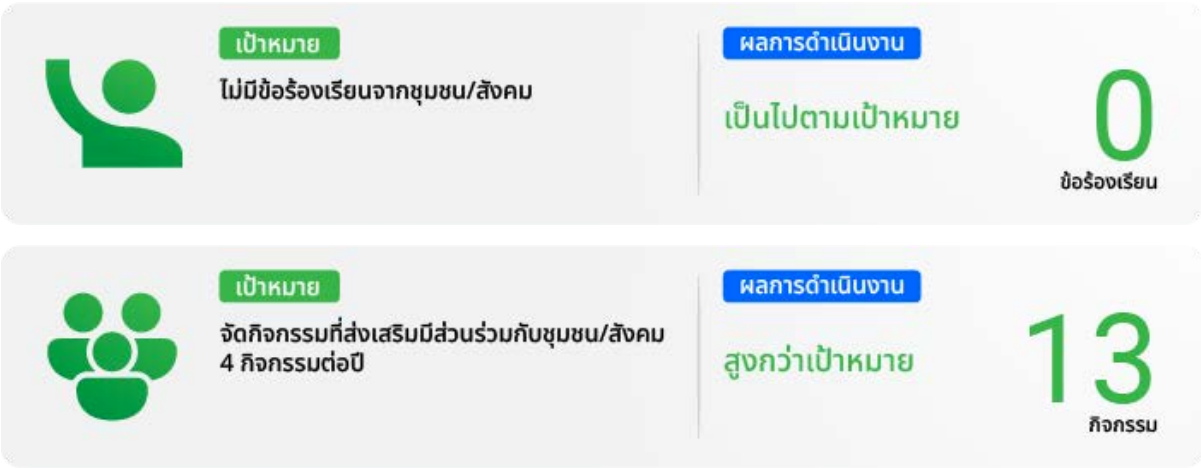 เป้าหมาย
ไม่มีข้อร้องเรียนจากชุมชน/สังคม
ผลการดำเนินงาน
เป็นไปตามเป้าหมาย
0
ข้อร้องเรียน
เป้าหมาย
จัดกิจกรรมที่ส่งเสริมมีส่วนร่วมกับชุมชน/สังคม
4 กิจกรรมต่อปี
ผลการดำเนินงาน
สูงกว่าเป้าหมาย
13
กิจกรรม